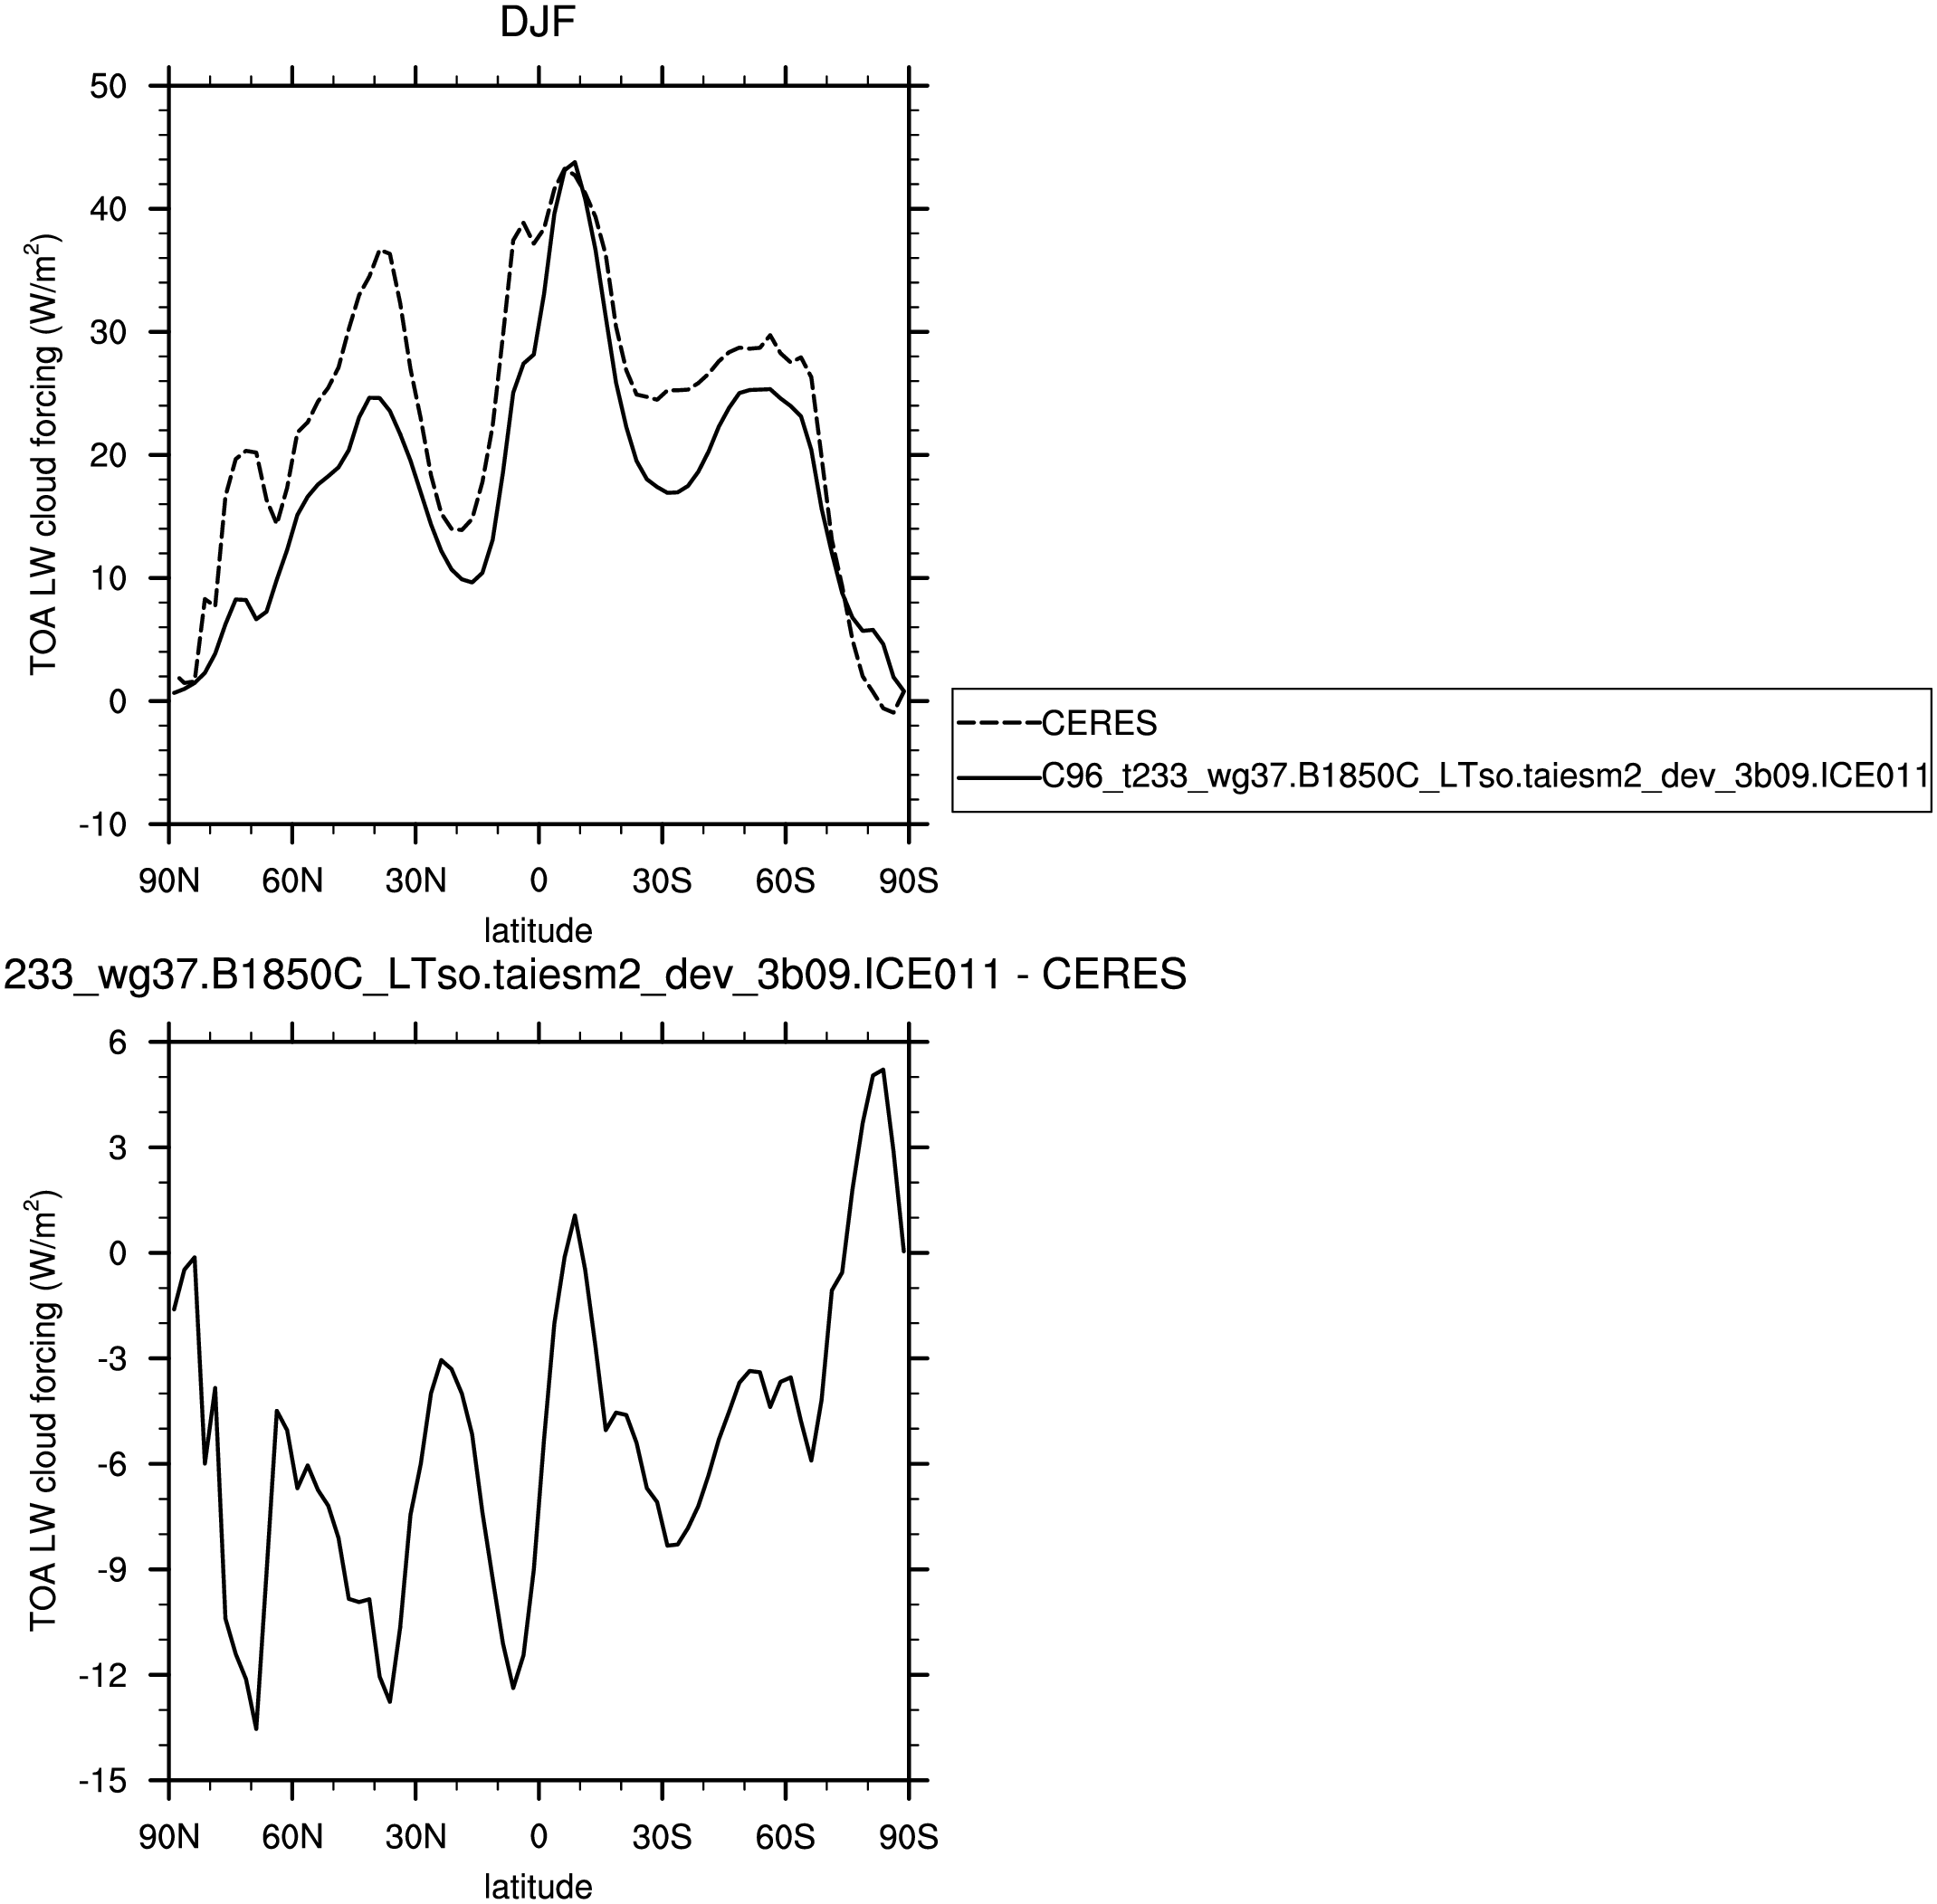 DJF
50
40
30
20
10
0
-10
TOA LW cloud forcing (W/m²)
90N 60N 30N 0 30S 60S 90S
latitude
CERES
C96_t233_wg37.B1850C_LTso.taiesm2_dev_3b09.ICE011
233_wg37.B1850C_LTso.taiesm2_dev_3b09.ICE011 - CERES
6
3
0
-3
-6
-9
-12
-15
TOA LW cloud forcing (W/m²)
90N 60N 30N 0 30S 60S 90S
latitude